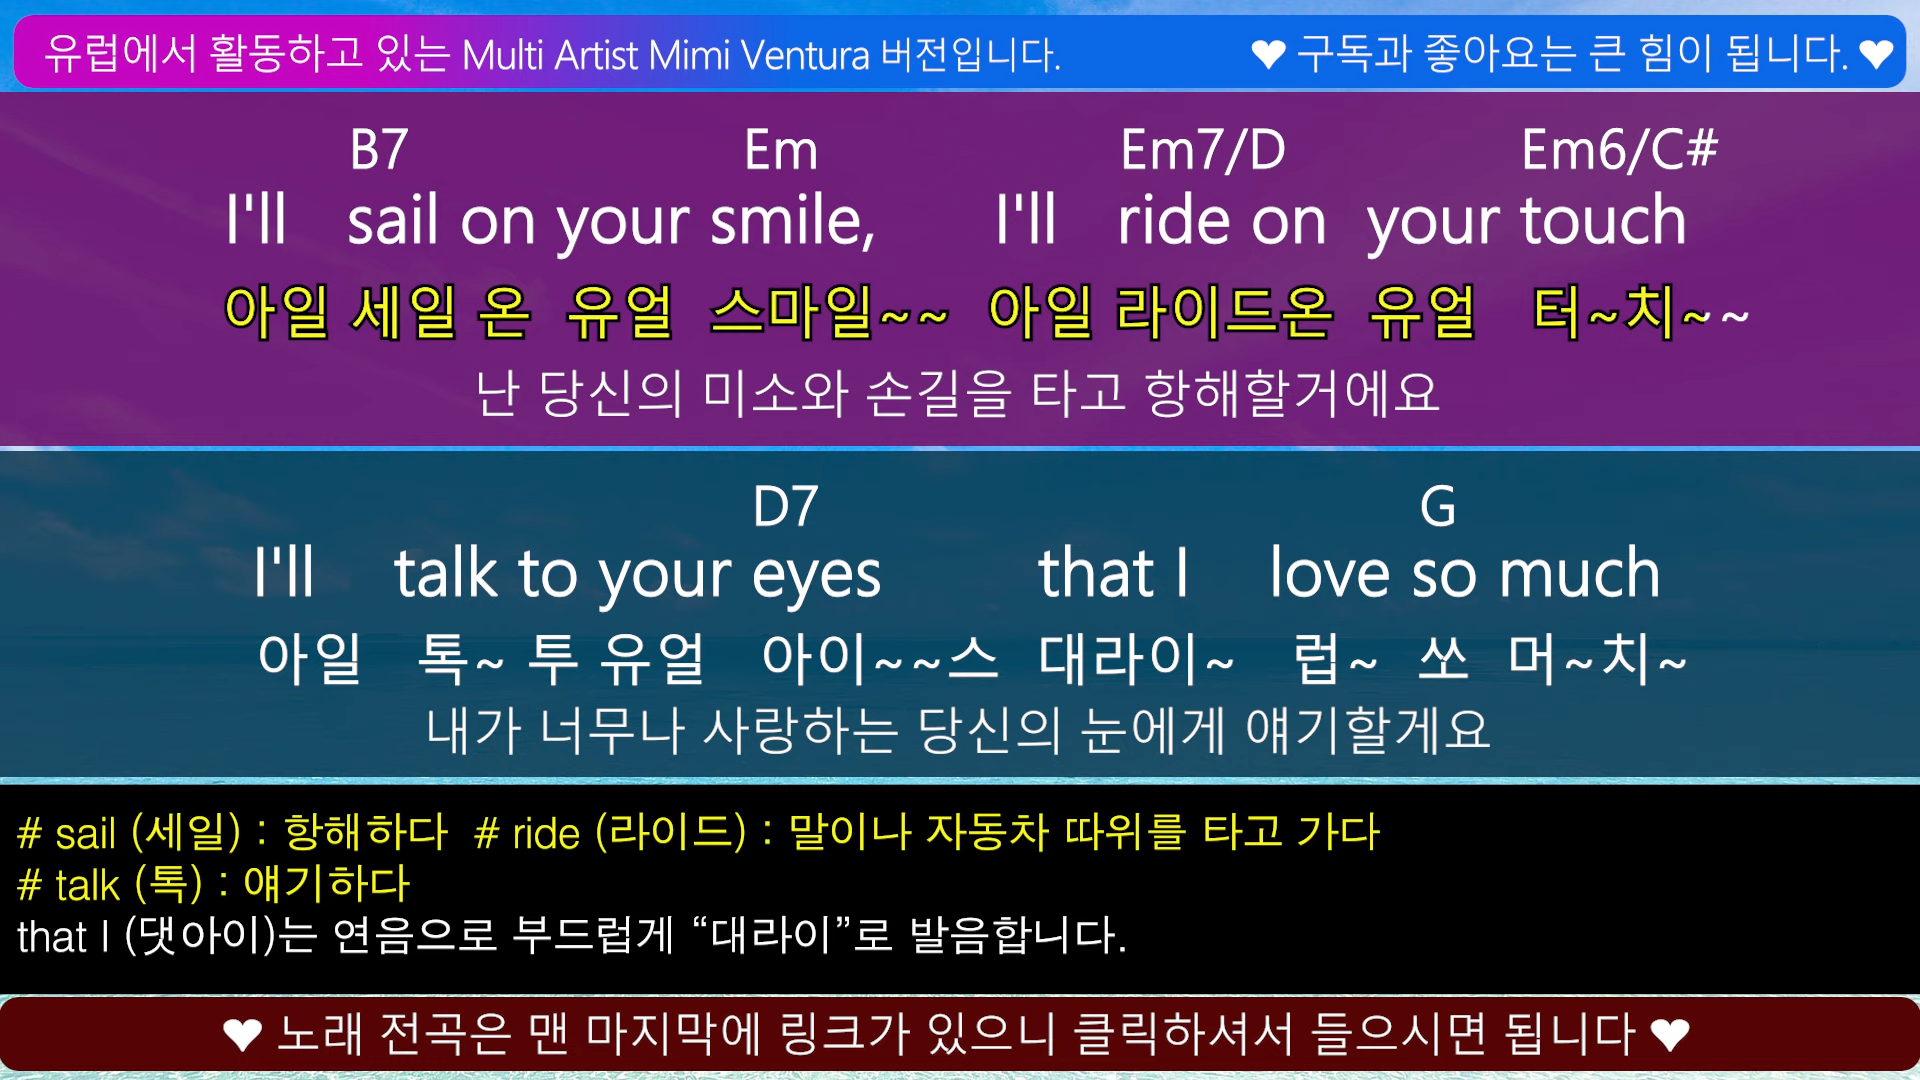 유럽에서 활동하고 있는 Multi Artist Mimi Ventura 버전입니다.
♥ 구독과 좋아요는 큰 힘이 됩니다. ♥
B7 Em Em7/D Em6/C#
I'll sail on your smile, I'll ride on your touch
아일 세일 온 유얼 스마일~~ 아일 라이드온 유얼 터~치~~
난 당신의 미소와 손길을 타고 항해할거에요
D7 G
I'll talk to your eyes that I love so much
아일 톡~ 투 유얼 아이~~스 대라이~ 럽~ 쏘 머~치~
내가 너무나 사랑하는 당신의 눈에게 얘기할게요
# sail (세일) : 항해하다 # ride (라이드) : 말이나 자동차 따위를 타고 가다
# talk (톡) : 얘기하다
that I (댓아이)는 연음으로 부드럽게 “대라이”로 발음합니다.
♥ 노래 전곡은 맨 마지막에 링크가 있으니 클릭하셔서 들으시면 됩니다 ♥